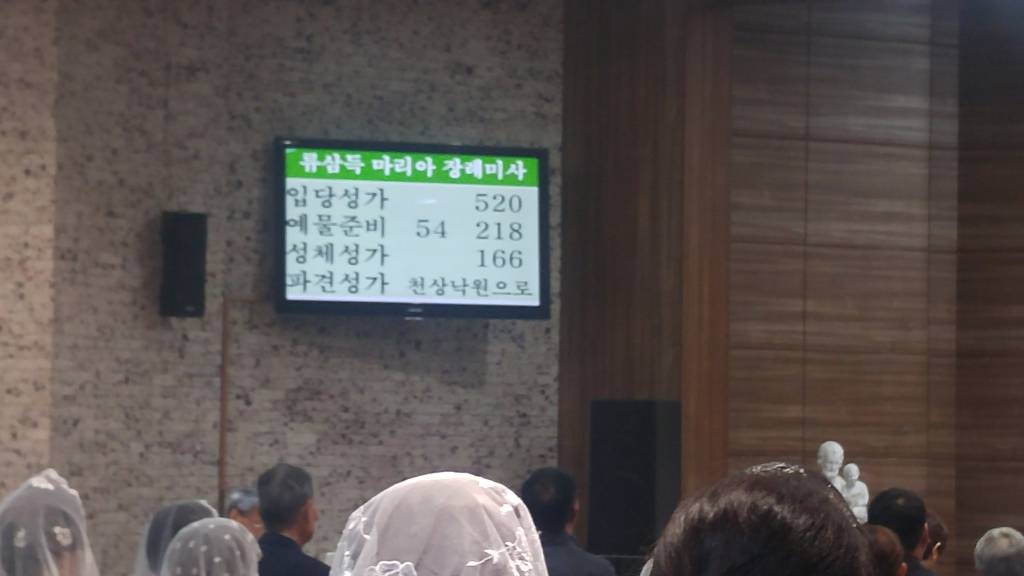 류삼득 마리아 장례미사
입당성가 520
예물준비 54 218
성체성가 166
파견성가 천상낙원으로